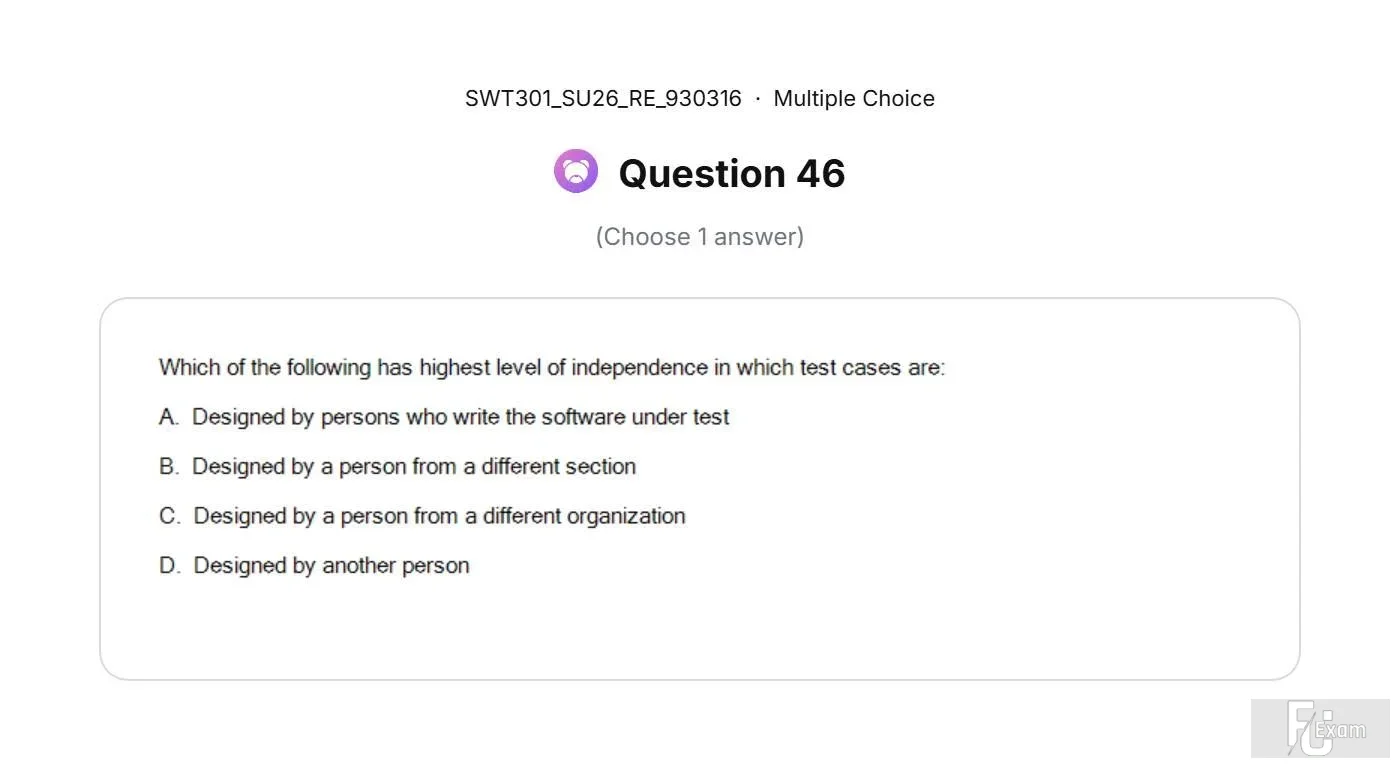 SWT301_SU26_RE_930316 · Multiple Choice
Question 46
(Choose 1 answer)
Which of the following has highest level of independence in which test cases are:
A. Designed by persons who write the software under test
B. Designed by a person from a different section
C. Designed by a person from a different organization
D. Designed by another person
Exam